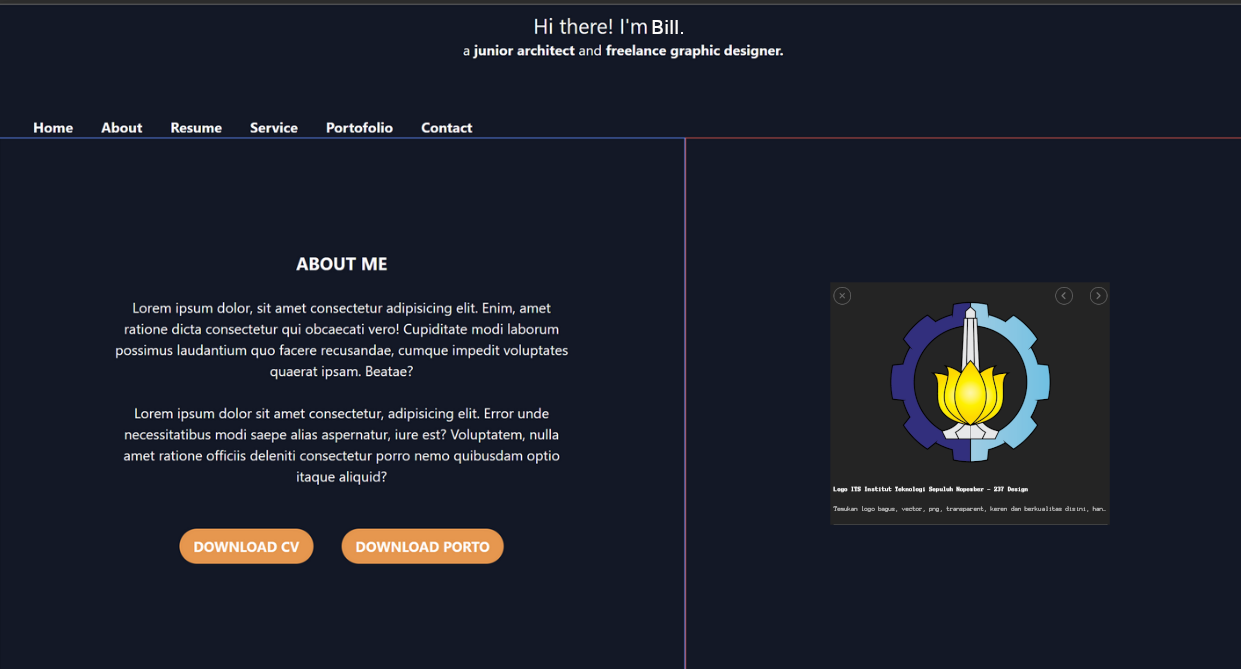 Hi there! I'm Bill.
a junior architect and freelance graphic designer.
Home About Resume Service Portofolio Contact
ABOUT ME
Lorem ipsum dolor, sit amet consectetur adipisicing elit. Enim, amet
ratione dicta consectetur qui obcaecati vero! Cupiditate modi laborum
possimus laudantium quo facere recusandae, cumque impedit voluptates
quaerat ipsam. Beatae?
Lorem ipsum dolor sit amet consectetur, adipisicing elit. Error unde
necessitatibus modi saepe alias aspernatur, iure est? Voluptatem, nulla
amet ratione officiis deleniti consectetur porro nemo quibusdam optio
itaque aliquid?
DOWNLOAD CV DOWNLOAD PORTO
Logo ITS Institut Teknologi Sepuluh Nopember - 237 Design
Temukan logo bagus, vector, png, transparent, keren dan berkualitas disini, han…